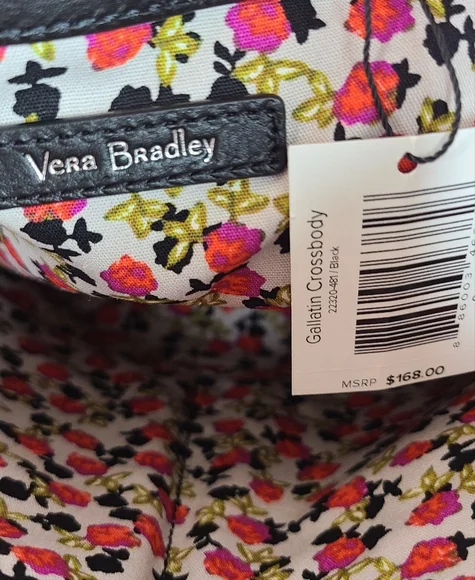 Vera Bradley
Gallatin Crossbody
22320-481 / Black
MSRP $168.00